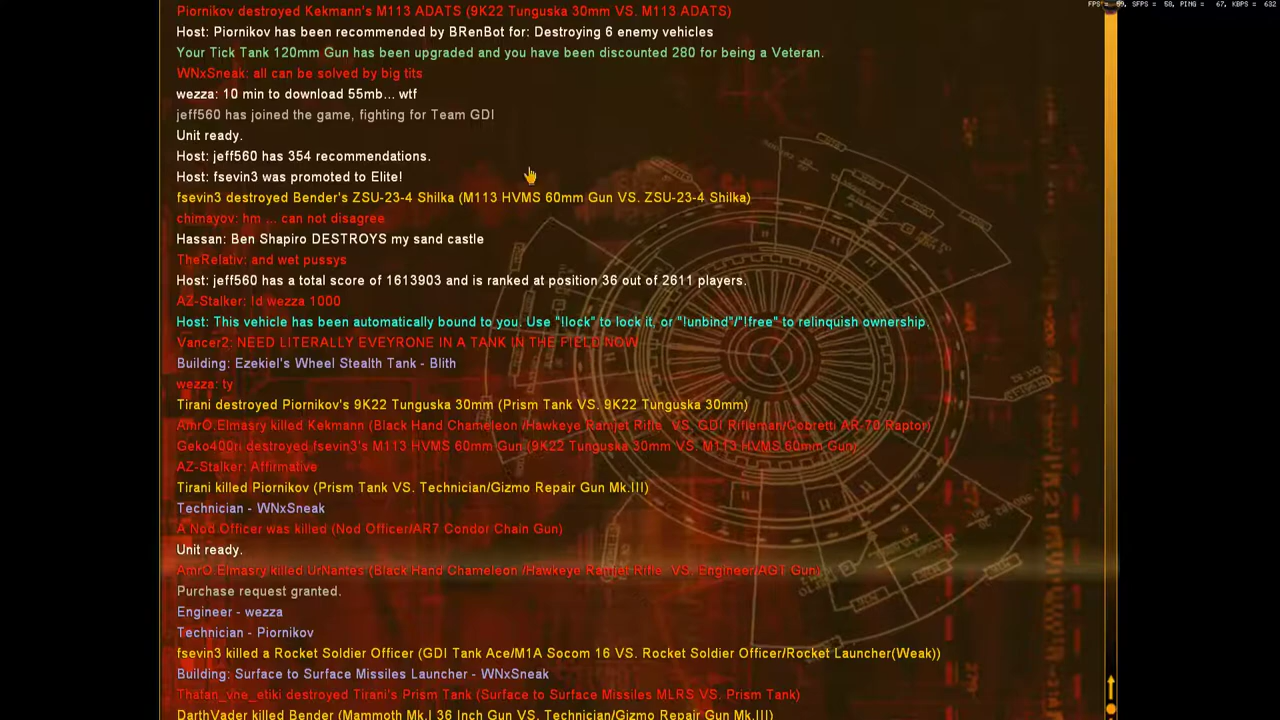 FPS = 59, SFPS = 58, PING = 67, KBPS = 632
Piornikov destroyed Kekmann's M113 ADATS (9K22 Tunguska 30mm VS. M113 ADATS)
Host: Piornikov has been recommended by BRenBot for: Destroying 6 enemy vehicles
Your Tick Tank 120mm Gun has been upgraded and you have been discounted 280 for being a Veteran.
WNxSneak: all can be solved by big tits
wezza: 10 min to download 55mb... wtf
jeff560 has joined the game, fighting for Team GDI
Unit ready.
Host: jeff560 has 354 recommendations.
Host: fsevin3 was promoted to Elite!
fsevin3 destroyed Bender's ZSU-23-4 Shilka (M113 HVMS 60mm Gun VS. ZSU-23-4 Shilka)
chimayov: hm ... can not disagree
Hassan: Ben Shapiro DESTROYS my sand castle
TheRelativ: and wet pussys
Host: jeff560 has a total score of 1613903 and is ranked at position 36 out of 2611 players.
AZ-Stalker: !d wezza 1000
Host: This vehicle has been automatically bound to you. Use "!lock" to lock it, or "!unbind"/"!free" to relinquish ownership.
Vancer2: NEED LITERALLY EVEYRONE IN A TANK IN THE FIELD NOW
Building: Ezekiel's Wheel Stealth Tank - Blith
wezza: ty
Tirani destroyed Piornikov's 9K22 Tunguska 30mm (Prism Tank VS. 9K22 Tunguska 30mm)
AmrO.Elmasry killed Kekmann (Black Hand Chameleon /Hawkeye Ramjet Rifle  VS. GDI Rifleman/Cobretti AR-70 Raptor)
Geko400n destroyed fsevin3's M113 HVMS 60mm Gun (9K22 Tunguska 30mm VS. M113 HVMS 60mm Gun)
AZ-Stalker: Affirmative
Tirani killed Piornikov (Prism Tank VS. Technician/Gizmo Repair Gun Mk.III)
Technician - WNxSneak
A Nod Officer was killed (Nod Officer/AR7 Condor Chain Gun)
Unit ready.
AmrO.Elmasry killed UrNantes (Black Hand Chameleon /Hawkeye Ramjet Rifle  VS. Engineer/AGT Gun)
Purchase request granted.
Engineer - wezza
Technician - Piornikov
fsevin3 killed a Rocket Soldier Officer (GDI Tank Ace/M1A Socom 16 VS. Rocket Soldier Officer/Rocket Launcher(Weak))
Building: Surface to Surface Missiles Launcher - WNxSneak
Thafan_vne_etiki destroyed Tirani's Prism Tank (Surface to Surface Missiles MLRS VS. Prism Tank)
DarthVader killed Bender (Mammoth Mk.I 36 Inch Gun VS. Technician/Gizmo Repair Gun Mk.III)